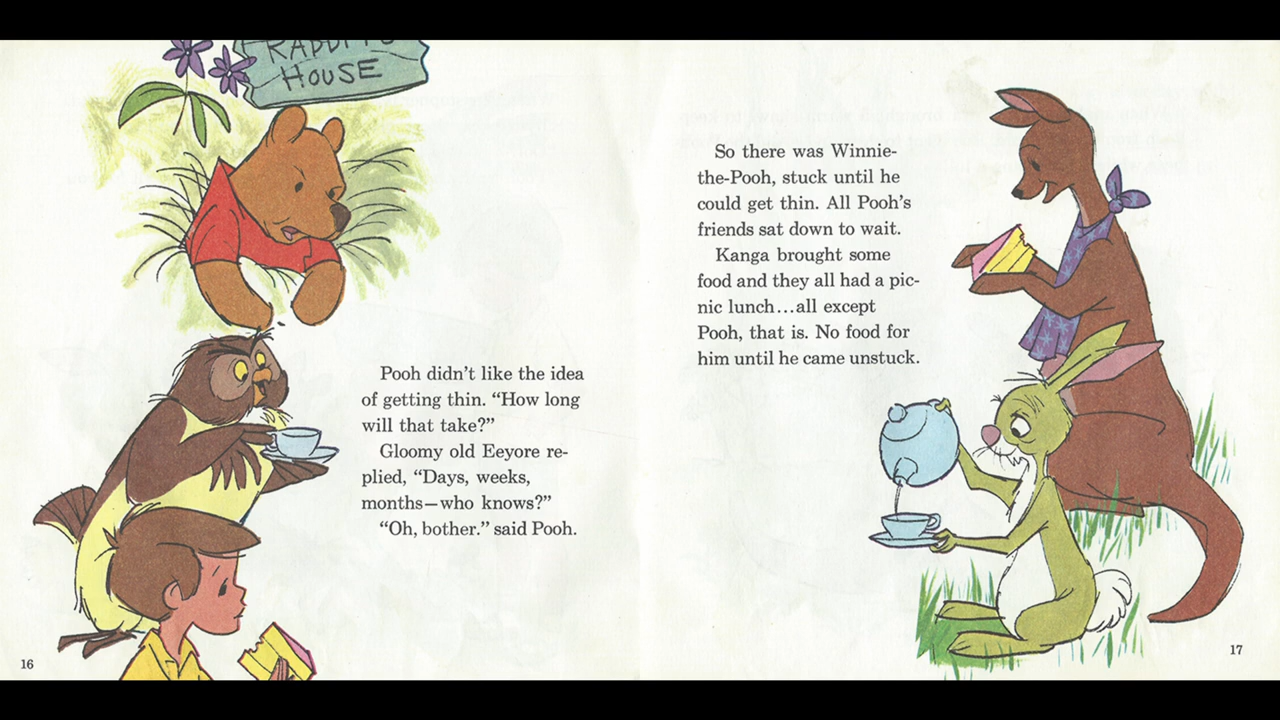 RABBIT'S
HOUSE
Pooh didn't like the idea
of getting thin. "How long
will that take?"
Gloomy old Eeyore re-
plied, "Days, weeks,
months—who knows?"
"Oh, bother." said Pooh.
16
So there was Winnie-
the-Pooh, stuck until he
could get thin. All Pooh's
friends sat down to wait.
Kanga brought some
food and they all had a pic-
nic lunch...all except
Pooh, that is. No food for
him until he came unstuck.
17